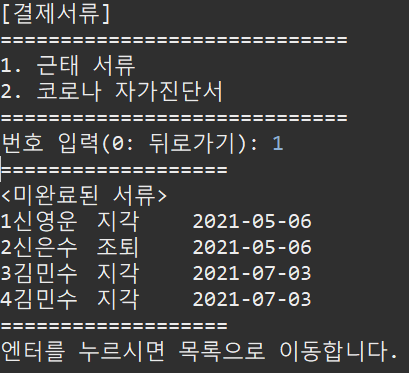 [결제서류]
=============================
1. 근태 서류
2. 코로나 자가진단서
=============================
번호 입력(0: 뒤로가기): 1
===================
<미완료된 서류>
1신영운 지각 2021-05-06
2신은수 조퇴 2021-05-06
3김민수 지각 2021-07-03
4김민수 지각 2021-07-03
===================
엔터를 누르시면 목록으로 이동합니다.